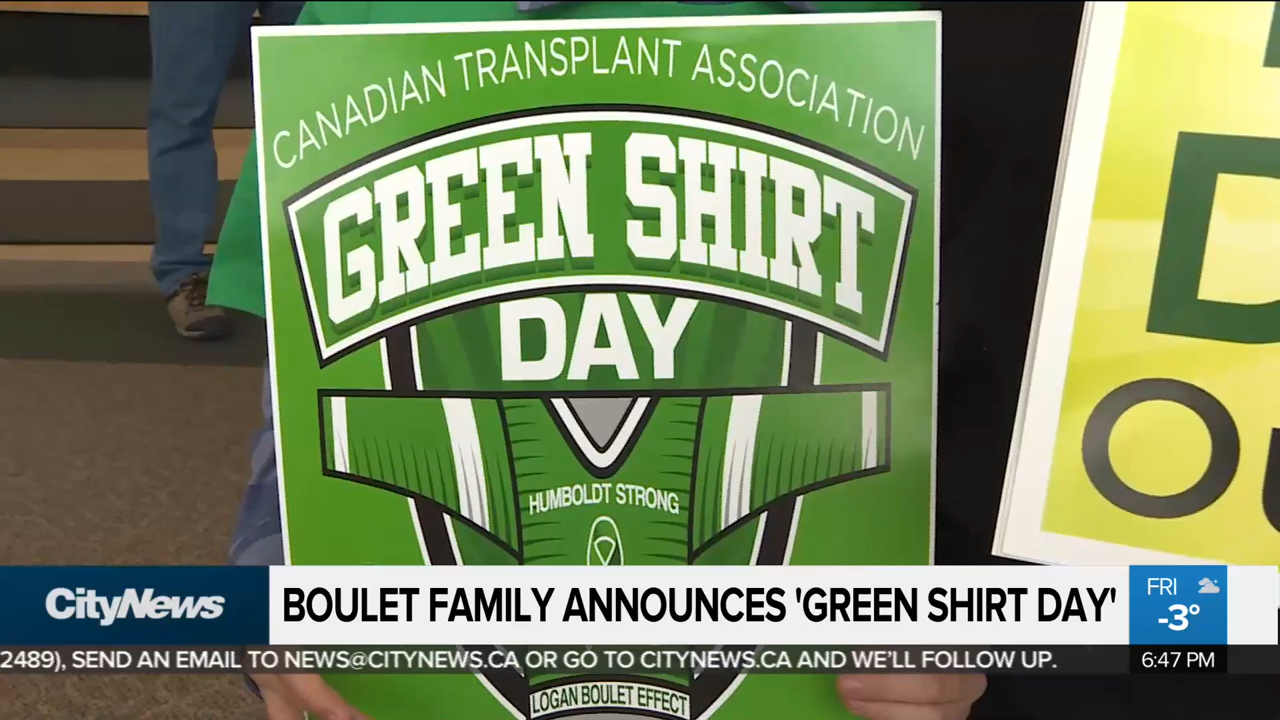 CANADIAN TRANSPLANT ASSOCIATION
GREEN SHIRT
DAY
HUMBOLDT STRONG
LOGAN BOULET EFFECT
D
O
CityNews
BOULET FAMILY ANNOUNCES 'GREEN SHIRT DAY'
FRI
-3°
2489), SEND AN EMAIL TO NEWS@CITYNEWS.CA OR GO TO CITYNEWS.CA AND WE'LL FOLLOW UP.
6:47 PM